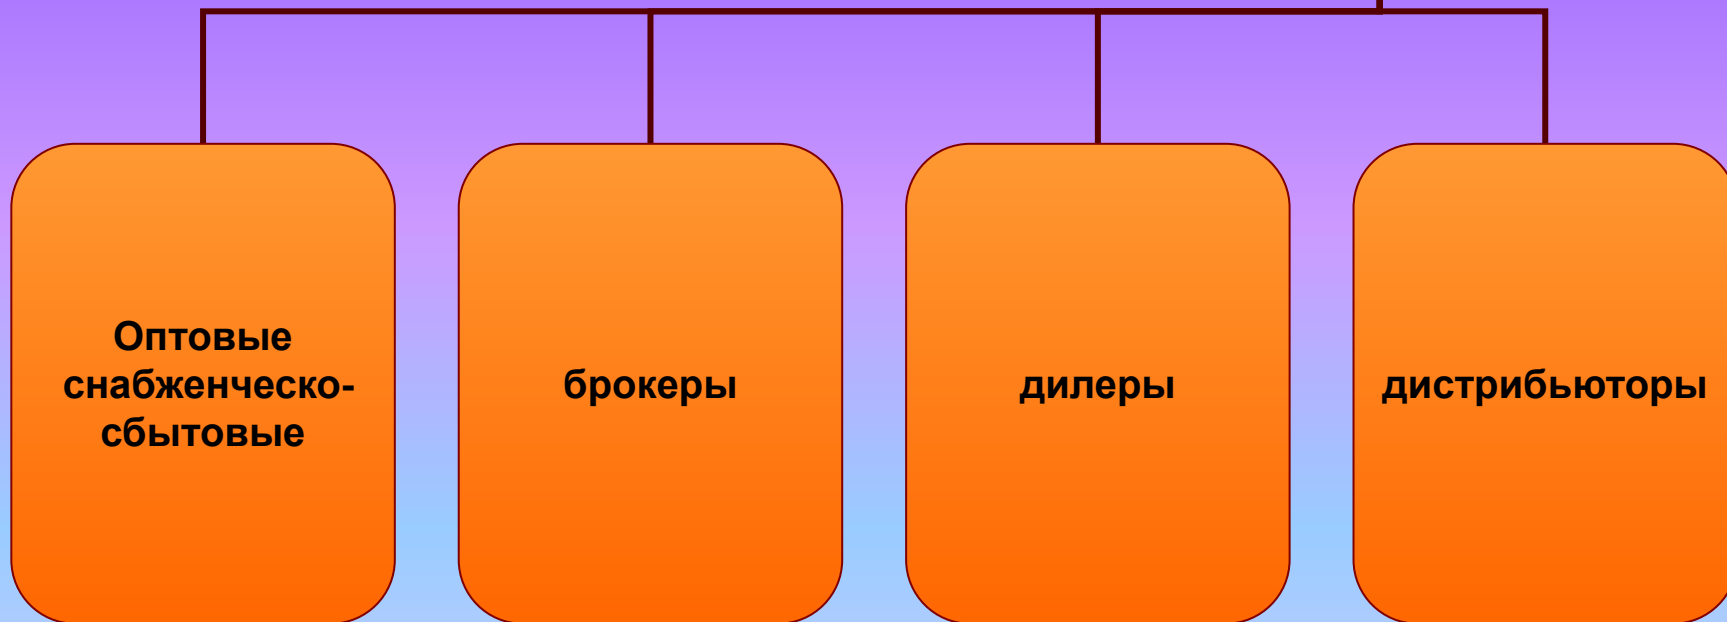 Оптовые
снабженческо-
сбытовые
брокеры
дилеры
дистрибьюторы